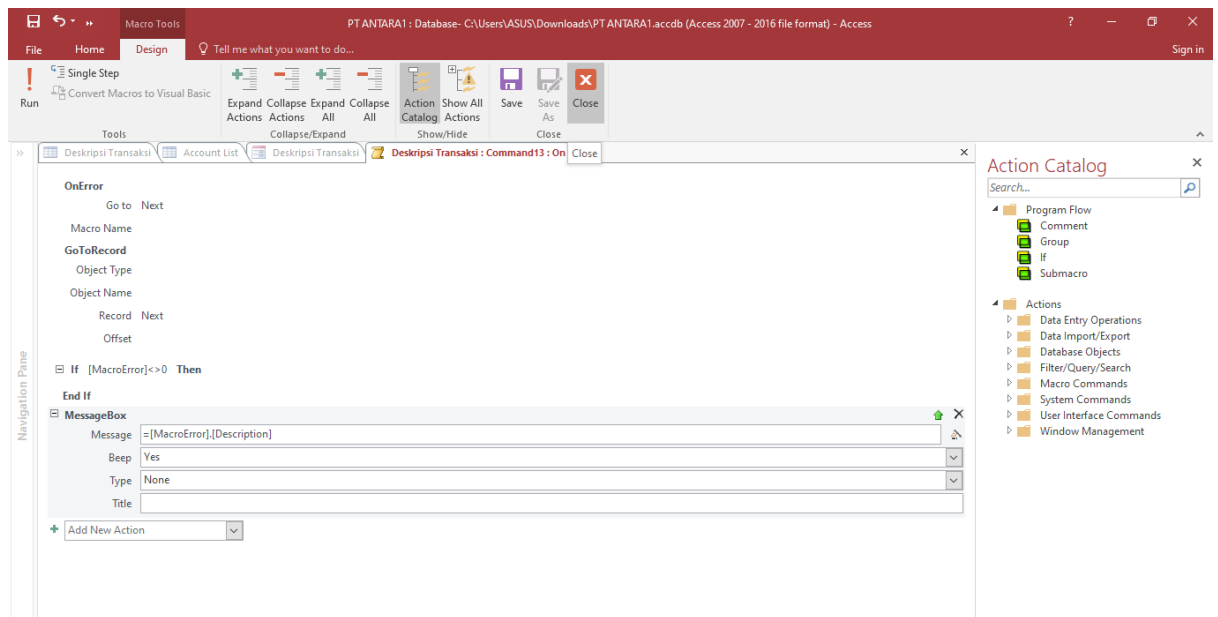 Macro Tools
PT ANTARA1 : Database- C:\Users\ASUS\Downloads\PT ANTARA1.accdb (Access 2007 - 2016 file format) - Access
?
File Home Design Tell me what you want to do... Sign in
Run
Single Step
Convert Macros to Visual Basic
Tools
Expand Actions
Collapse Actions
Expand All
Collapse All
Collapse/Expand
Action Catalog
Show All Actions
Show/Hide
Save
Save As
Close
Close
Deskripsi Transaksi
Account List
Deskripsi Transaksi
Deskripsi Transaksi : Command13 : On
Close
Navigation Pane
OnError
Go to Next
Macro Name
GoToRecord
Object Type
Object Name
Record Next
Offset
If [MacroError]<>0 Then
End If
MessageBox
Message =[MacroError].[Description]
Beep Yes
Type None
Title
Add New Action
Action Catalog
Search...
Program Flow
Comment
Group
If
Submacro
Actions
Data Entry Operations
Data Import/Export
Database Objects
Filter/Query/Search
Macro Commands
System Commands
User Interface Commands
Window Management